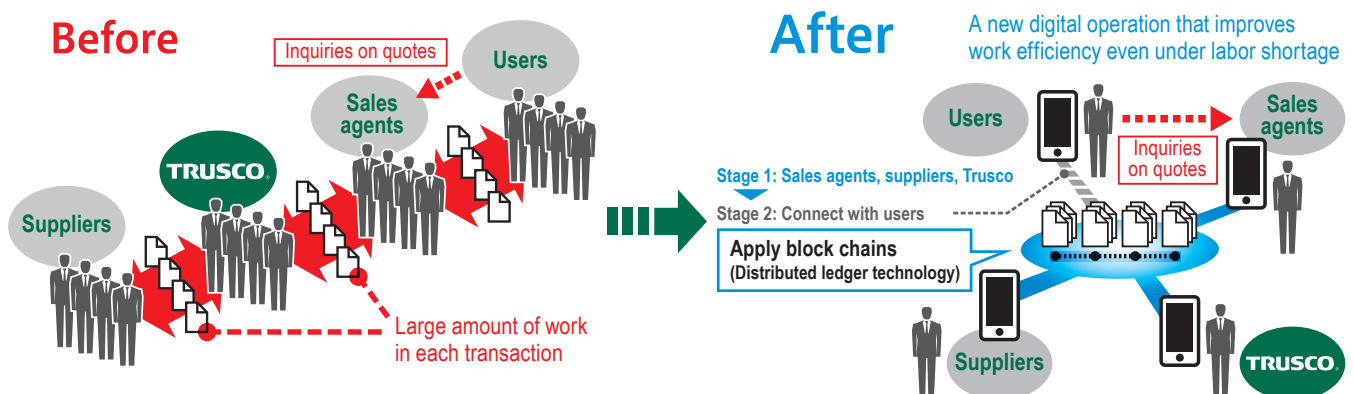 Before
Inquiries on quotes
Users
Sales
agents
TRUSCO®
Suppliers
Large amount of work
in each transaction
After
A new digital operation that improves
work efficiency even under labor shortage
Users
Sales
agents
Inquiries
on quotes
Stage 1: Sales agents, suppliers, Trusco
Stage 2: Connect with users
Apply block chains
(Distributed ledger technology)
Suppliers
TRUSCO®